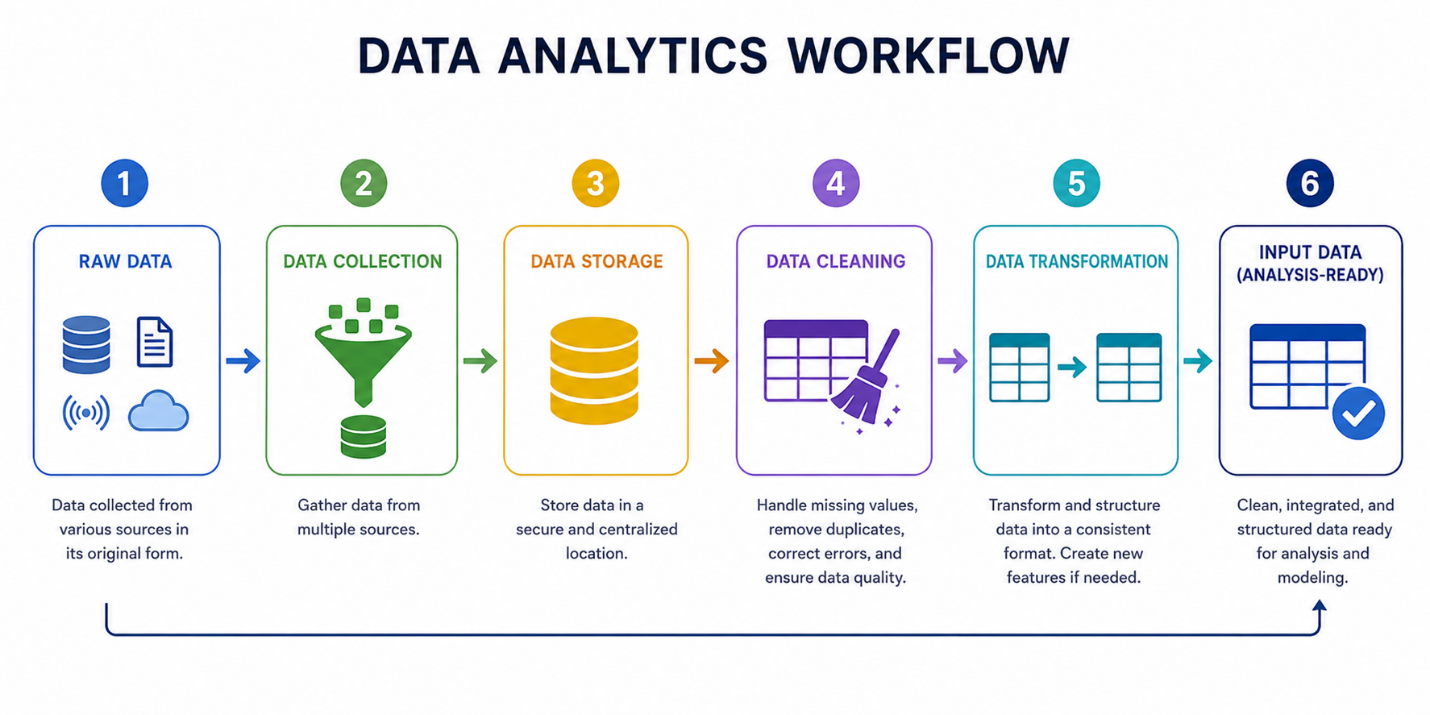 DATA ANALYTICS WORKFLOW
1
RAW DATA
Data collected from
various sources in
its original form.
2
DATA COLLECTION
Gather data from
multiple sources.
3
DATA STORAGE
Store data in a
secure and centralized
location.
4
DATA CLEANING
Handle missing values,
remove duplicates,
correct errors, and
ensure data quality.
5
DATA TRANSFORMATION
Transform and structure
data into a consistent
format. Create new
features if needed.
6
INPUT DATA
(ANALYSIS-READY)
Clean, integrated, and
structured data ready
for analysis and
modeling.